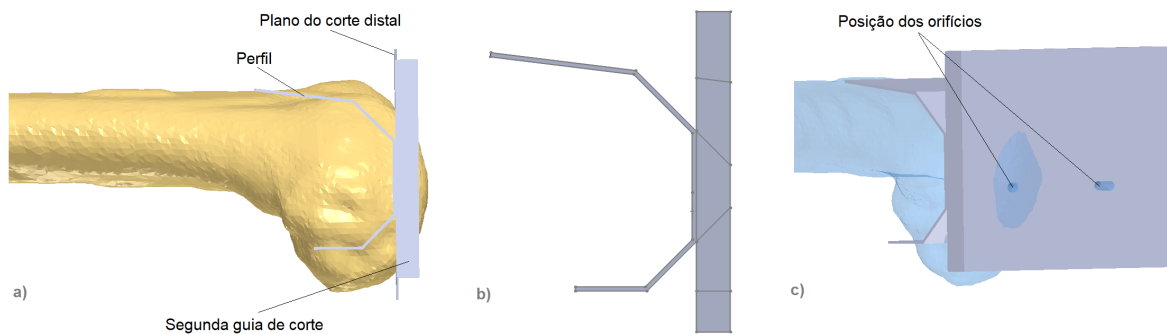 Plano do corte distal
Perfil
Segunda guia de corte
a)
b)
Posição dos orifícios
c)